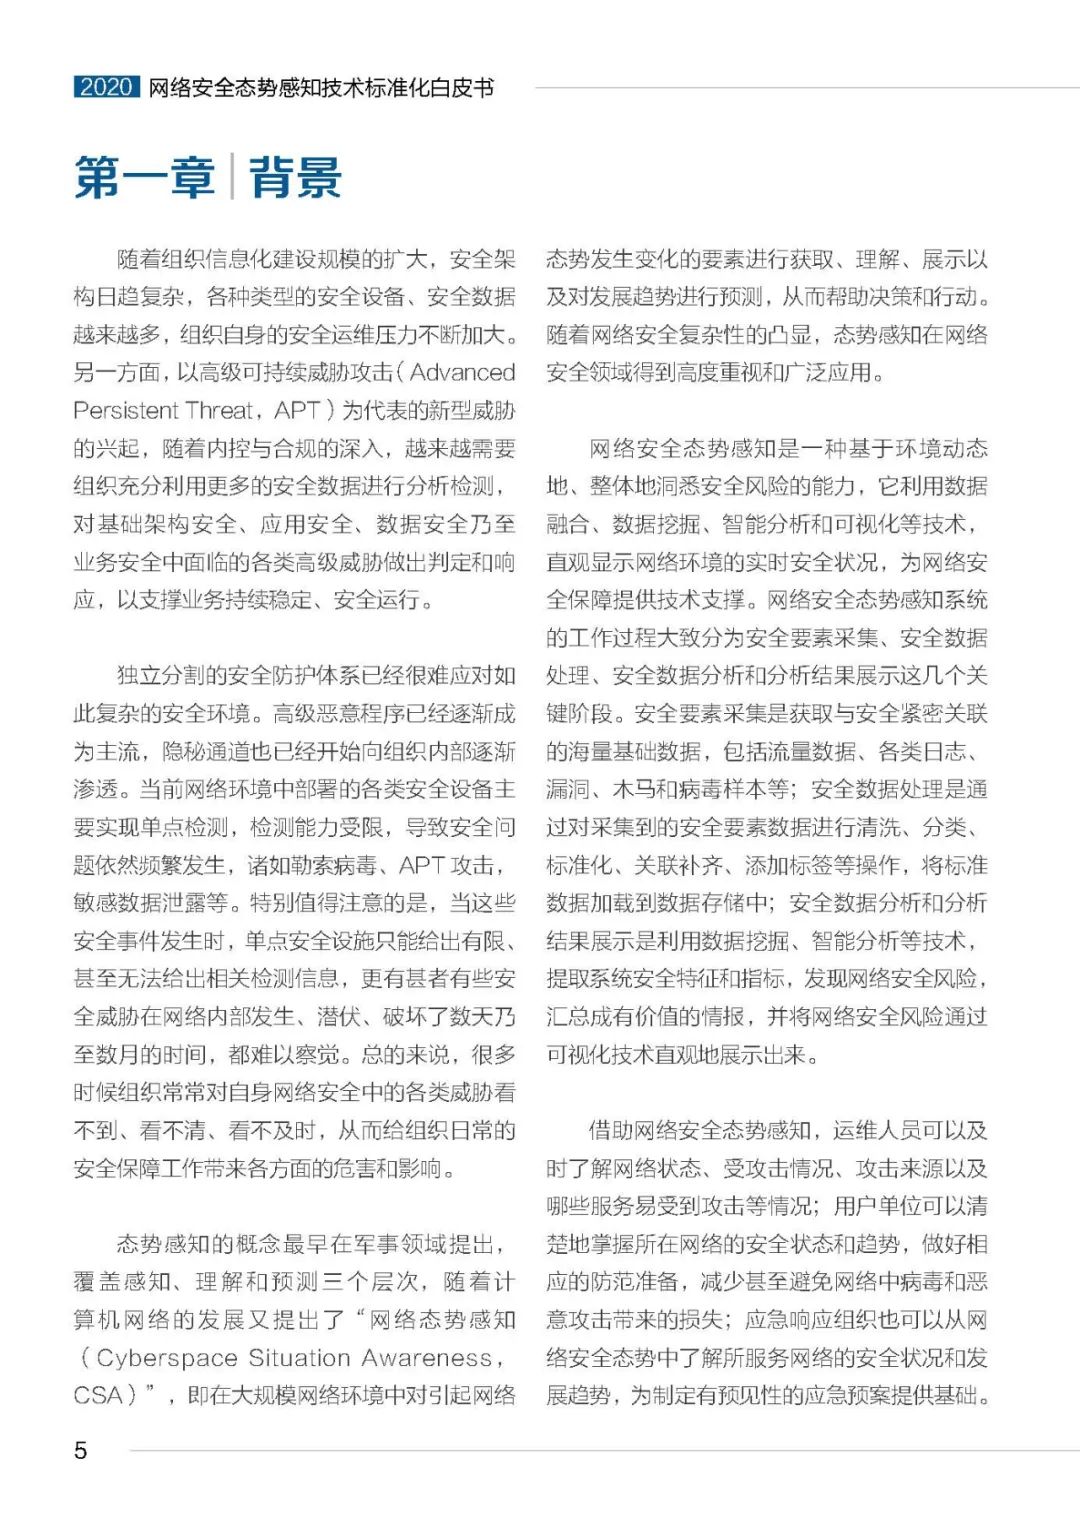 2020 网络安全态势感知技术标准化白皮书
第一章 | 背景
随着组织信息化建设规模的扩大，安全架
构日趋复杂，各种类型的安全设备、安全数据
越来越多，组织自身的安全运维压力不断加大。
另一方面，以高级可持续威胁攻击（Advanced
Persistent Threat，APT）为代表的新型威胁
的兴起，随着内控与合规的深入，越来越需要
组织充分利用更多的安全数据进行分析检测，
对基础架构安全、应用安全、数据安全乃至
业务安全中面临的各类高级威胁做出判定和响
应，以支撑业务持续稳定、安全运行。
独立分割的安全防护体系已经很难应对如
此复杂的安全环境。高级恶意程序已经逐渐成
为主流，隐秘通道也已经开始向组织内部逐渐
渗透。当前网络环境中部署的各类安全设备主
要实现单点检测，检测能力受限，导致安全问
题依然频繁发生，诸如勒索病毒、APT攻击，
敏感数据泄露等。特别值得注意的是，当这些
安全事件发生时，单点安全设施只能给出有限、
甚至无法给出相关检测信息，更有甚者有些安
全威胁在网络内部发生、潜伏、破坏了数天乃
至数月的时间，都难以察觉。总的来说，很多
时候组织常常对自身网络安全中的各类威胁看
不到、看不清、看不及时，从而给组织日常的
安全保障工作带来各方面的危害和影响。
态势感知的概念最早在军事领域提出，
覆盖感知、理解和预测三个层次，随着计
算机网络的发展又提出了“网络态势感知
（Cyberspace Situation Awareness，
CSA）”，即在大规模网络环境中对引起网络
态势发生变化的要素进行获取、理解、展示以
及对发展趋势进行预测，从而帮助决策和行动。
随着网络安全复杂性的凸显，态势感知在网络
安全领域得到高度重视和广泛应用。
网络安全态势感知是一种基于环境动态
地、整体地洞悉安全风险的能力，它利用数据
融合、数据挖掘、智能分析和可视化等技术，
直观显示网络环境的实时安全状况，为网络安
全保障提供技术支撑。网络安全态势感知系统
的工作过程大致分为安全要素采集、安全数据
处理、安全数据分析和分析结果展示这几个关
键阶段。安全要素采集是获取与安全紧密关联
的海量基础数据，包括流量数据、各类日志、
漏洞、木马和病毒样本等；安全数据处理是通
过对采集到的安全要素数据进行清洗、分类、
标准化、关联补齐、添加标签等操作，将标准
数据加载到数据存储中；安全数据分析和分析
结果展示是利用数据挖掘、智能分析等技术，
提取系统安全特征和指标，发现网络安全风险，
汇总成有价值的情报，并将网络安全风险通过
可视化技术直观地展示出来。
借助网络安全态势感知，运维人员可以及
时了解网络状态、受攻击情况、攻击来源以及
哪些服务易受到攻击等情况；用户单位可以清
楚地掌握所在网络的安全状态和趋势，做好相
应的防范准备，减少甚至避免网络中病毒和恶
意攻击带来的损失；应急响应组织也可以从网
络安全态势中了解所服务网络的安全状况和发
展趋势，为制定有预见性的应急预案提供基础。
5